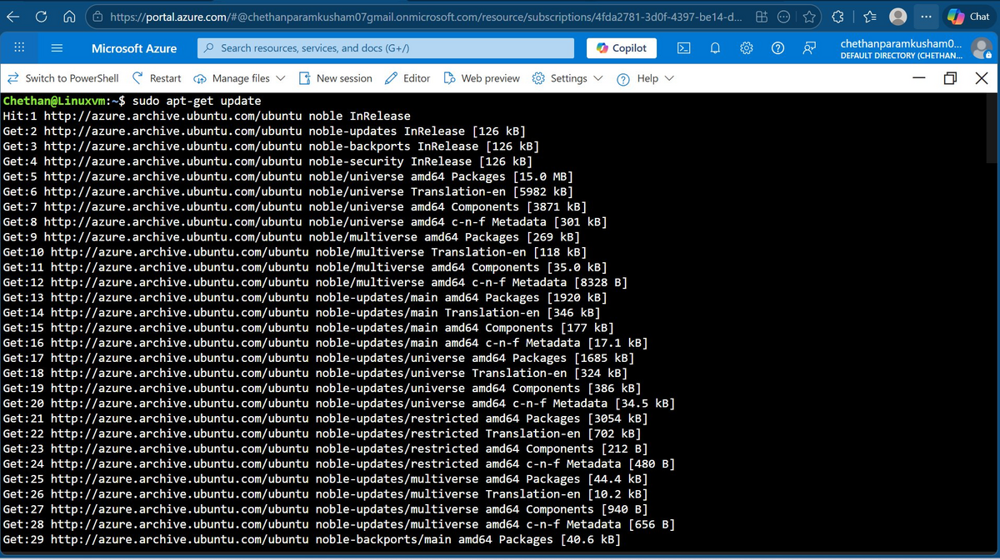 https://portal.azure.com/#@chethanparamkusham07gmail.onmicrosoft.com/resource/subscriptions/4fda2781-3d0f-4397-be14-d...
Chat
Microsoft Azure
Search resources, services, and docs (G+/)
Copilot
chethanparamkusham0...
DEFAULT DIRECTORY (CHETHAN...
Switch to PowerShell Restart Manage files New session Editor Web preview Settings Help
Chethan@Linuxvm:~$ sudo apt-get update
Hit:1 http://azure.archive.ubuntu.com/ubuntu noble InRelease
Get:2 http://azure.archive.ubuntu.com/ubuntu noble-updates InRelease [126 kB]
Get:3 http://azure.archive.ubuntu.com/ubuntu noble-backports InRelease [126 kB]
Get:4 http://azure.archive.ubuntu.com/ubuntu noble-security InRelease [126 kB]
Get:5 http://azure.archive.ubuntu.com/ubuntu noble/universe amd64 Packages [15.0 MB]
Get:6 http://azure.archive.ubuntu.com/ubuntu noble/universe Translation-en [5982 kB]
Get:7 http://azure.archive.ubuntu.com/ubuntu noble/universe amd64 Components [3871 kB]
Get:8 http://azure.archive.ubuntu.com/ubuntu noble/universe amd64 c-n-f Metadata [301 kB]
Get:9 http://azure.archive.ubuntu.com/ubuntu noble/multiverse amd64 Packages [269 kB]
Get:10 http://azure.archive.ubuntu.com/ubuntu noble/multiverse Translation-en [118 kB]
Get:11 http://azure.archive.ubuntu.com/ubuntu noble/multiverse amd64 Components [35.0 kB]
Get:12 http://azure.archive.ubuntu.com/ubuntu noble/multiverse amd64 c-n-f Metadata [8328 B]
Get:13 http://azure.archive.ubuntu.com/ubuntu noble-updates/main amd64 Packages [1920 kB]
Get:14 http://azure.archive.ubuntu.com/ubuntu noble-updates/main Translation-en [346 kB]
Get:15 http://azure.archive.ubuntu.com/ubuntu noble-updates/main amd64 Components [177 kB]
Get:16 http://azure.archive.ubuntu.com/ubuntu noble-updates/main amd64 c-n-f Metadata [17.1 kB]
Get:17 http://azure.archive.ubuntu.com/ubuntu noble-updates/universe amd64 Packages [1685 kB]
Get:18 http://azure.archive.ubuntu.com/ubuntu noble-updates/universe Translation-en [324 kB]
Get:19 http://azure.archive.ubuntu.com/ubuntu noble-updates/universe amd64 Components [386 kB]
Get:20 http://azure.archive.ubuntu.com/ubuntu noble-updates/universe amd64 c-n-f Metadata [34.5 kB]
Get:21 http://azure.archive.ubuntu.com/ubuntu noble-updates/restricted amd64 Packages [3054 kB]
Get:22 http://azure.archive.ubuntu.com/ubuntu noble-updates/restricted Translation-en [702 kB]
Get:23 http://azure.archive.ubuntu.com/ubuntu noble-updates/restricted amd64 Components [212 B]
Get:24 http://azure.archive.ubuntu.com/ubuntu noble-updates/restricted amd64 c-n-f Metadata [480 B]
Get:25 http://azure.archive.ubuntu.com/ubuntu noble-updates/multiverse amd64 Packages [44.4 kB]
Get:26 http://azure.archive.ubuntu.com/ubuntu noble-updates/multiverse Translation-en [10.2 kB]
Get:27 http://azure.archive.ubuntu.com/ubuntu noble-updates/multiverse amd64 Components [940 B]
Get:28 http://azure.archive.ubuntu.com/ubuntu noble-updates/multiverse amd64 c-n-f Metadata [656 B]
Get:29 http://azure.archive.ubuntu.com/ubuntu noble-backports/main amd64 Packages [40.6 kB]